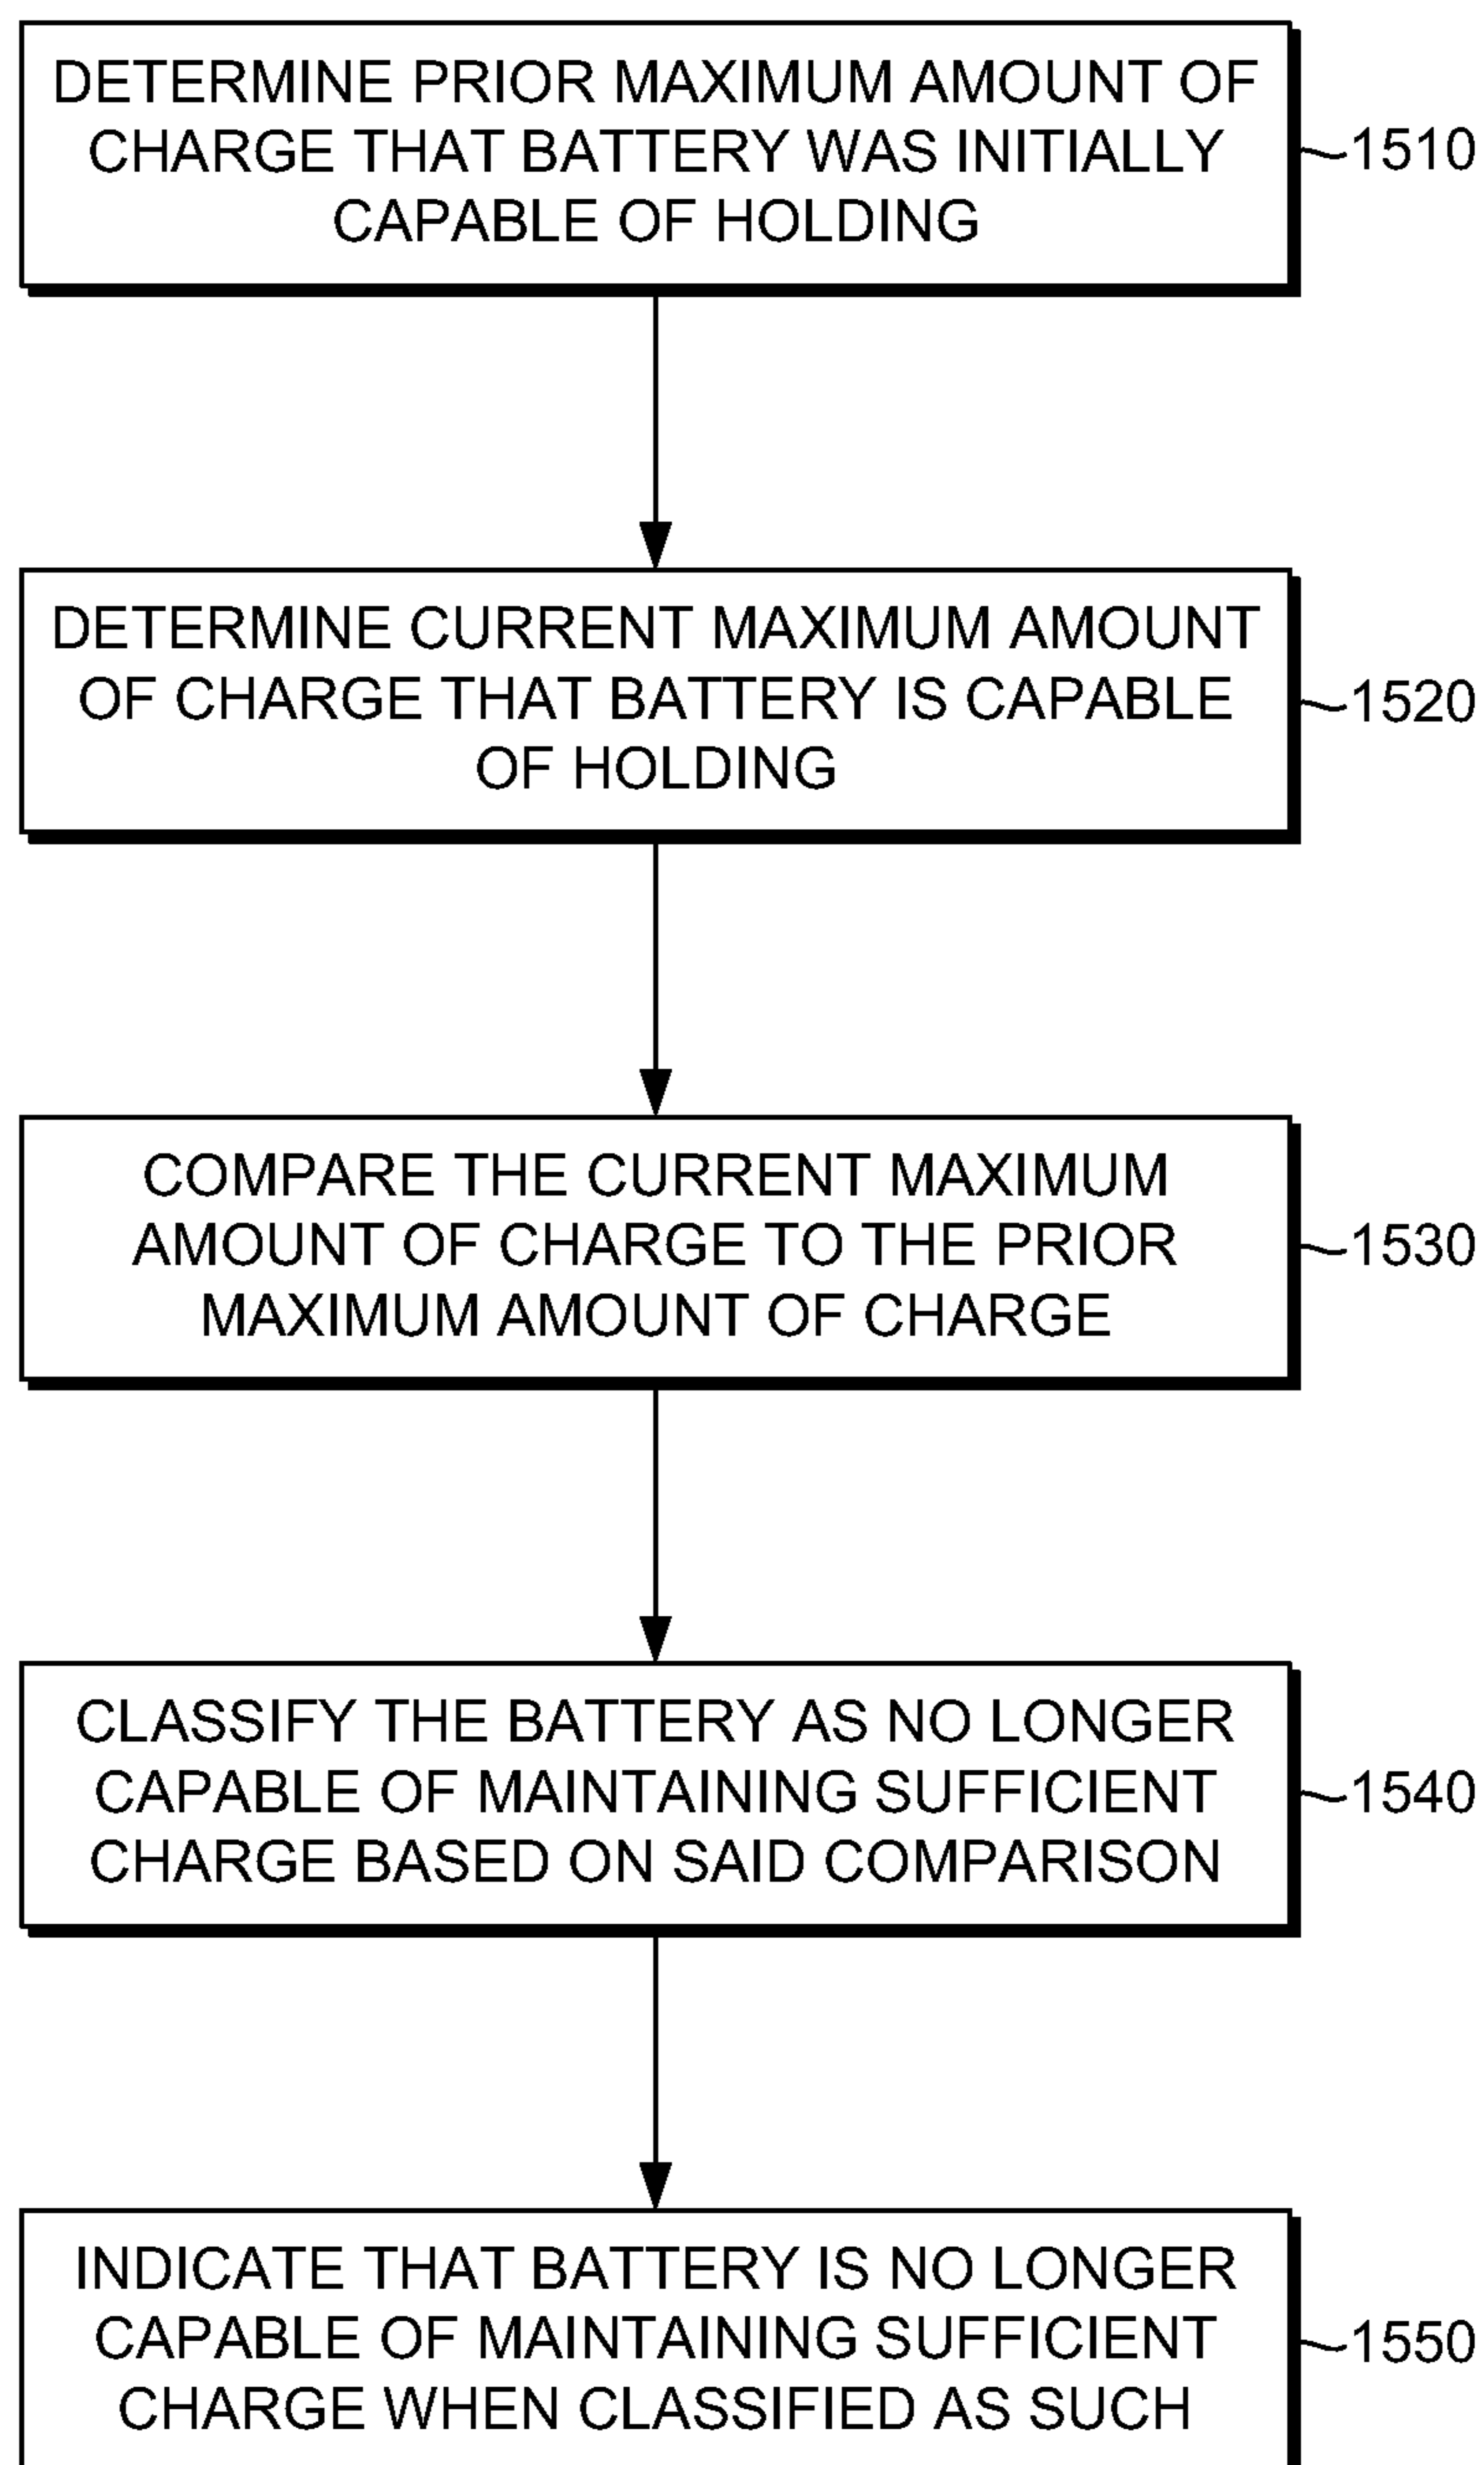 DETERMINE PRIOR MAXIMUM AMOUNT OF
CHARGE THAT BATTERY WAS INITIALLY
CAPABLE OF HOLDING
1510
DETERMINE CURRENT MAXIMUM AMOUNT
OF CHARGE THAT BATTERY IS CAPABLE
OF HOLDING
1520
COMPARE THE CURRENT MAXIMUM
AMOUNT OF CHARGE TO THE PRIOR
MAXIMUM AMOUNT OF CHARGE
1530
CLASSIFY THE BATTERY AS NO LONGER
CAPABLE OF MAINTAINING SUFFICIENT
CHARGE BASED ON SAID COMPARISON
1540
INDICATE THAT BATTERY IS NO LONGER
CAPABLE OF MAINTAINING SUFFICIENT
CHARGE WHEN CLASSIFIED AS SUCH
1550